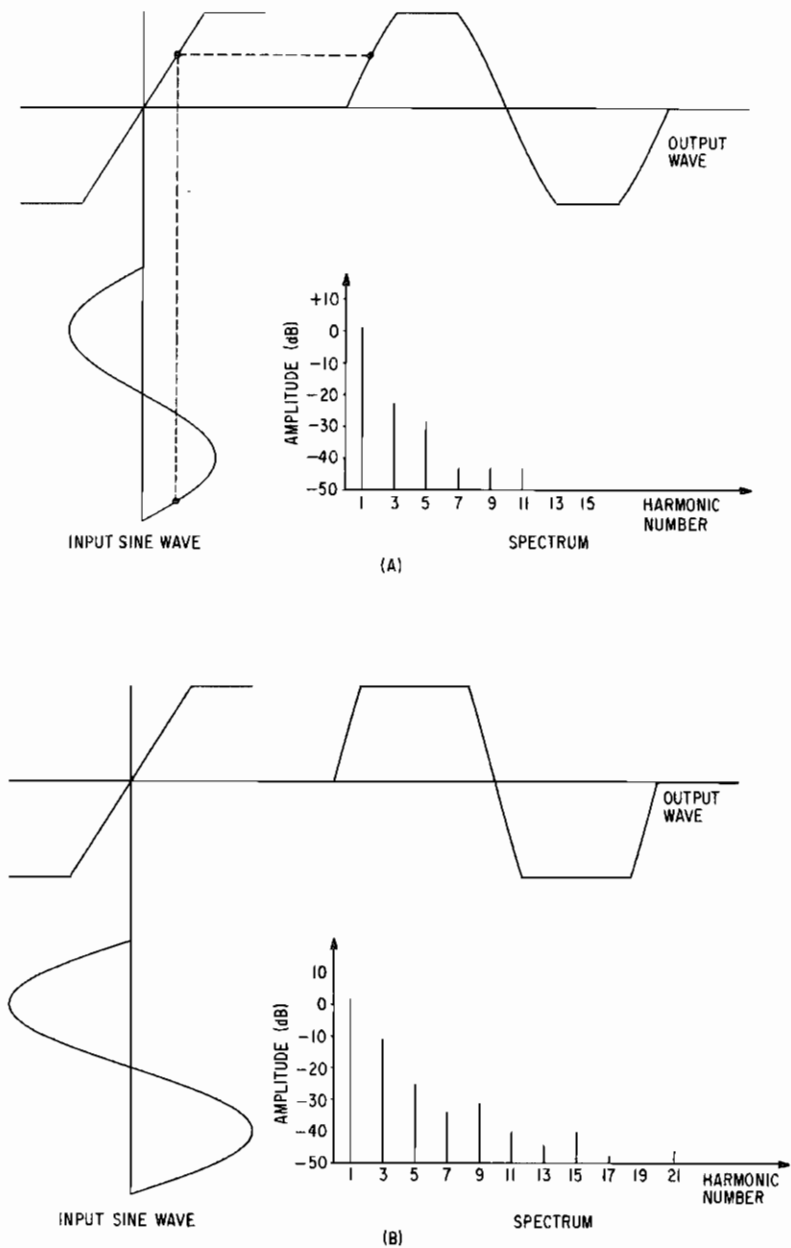 OUTPUT
WAVE
AMPLITUDE (dB)
+10
0
−10
−20
−30
−40
−50
1 3 5 7 9 11 13 15
HARMONIC
NUMBER
INPUT SINE WAVE
SPECTRUM
(A)
OUTPUT
WAVE
AMPLITUDE (dB)
10
0
−10
−20
−30
−40
−50
1 3 5 7 9 11 13 15 17 19 21
HARMONIC
NUMBER
INPUT SINE WAVE
SPECTRUM
(B)